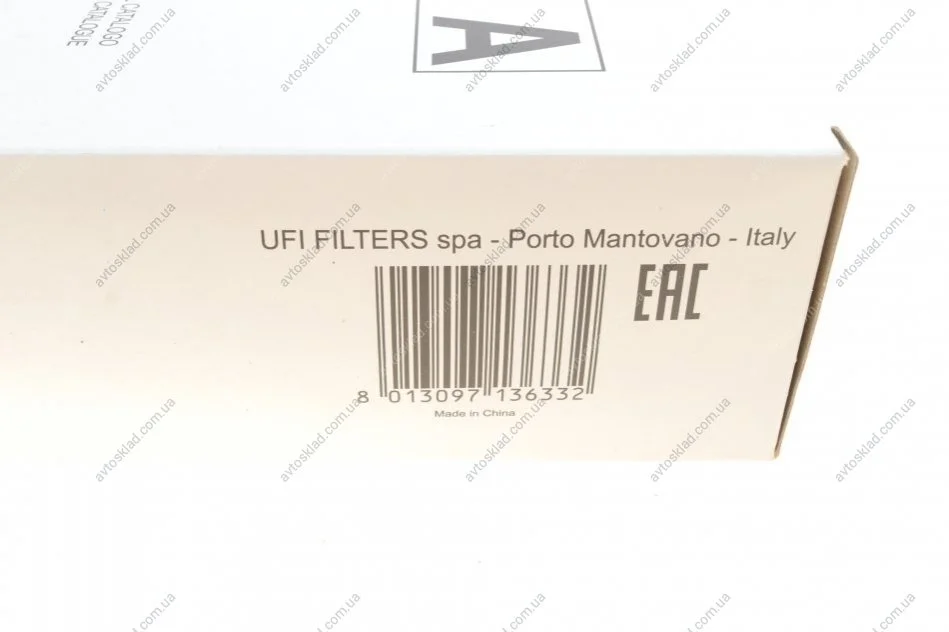 - CATALOGO
CATALOGUE
A
UFI FILTERS spa - Porto Mantovano - Italy
EAC
8 013097 136332
Made in China
avtosklad.com.ua